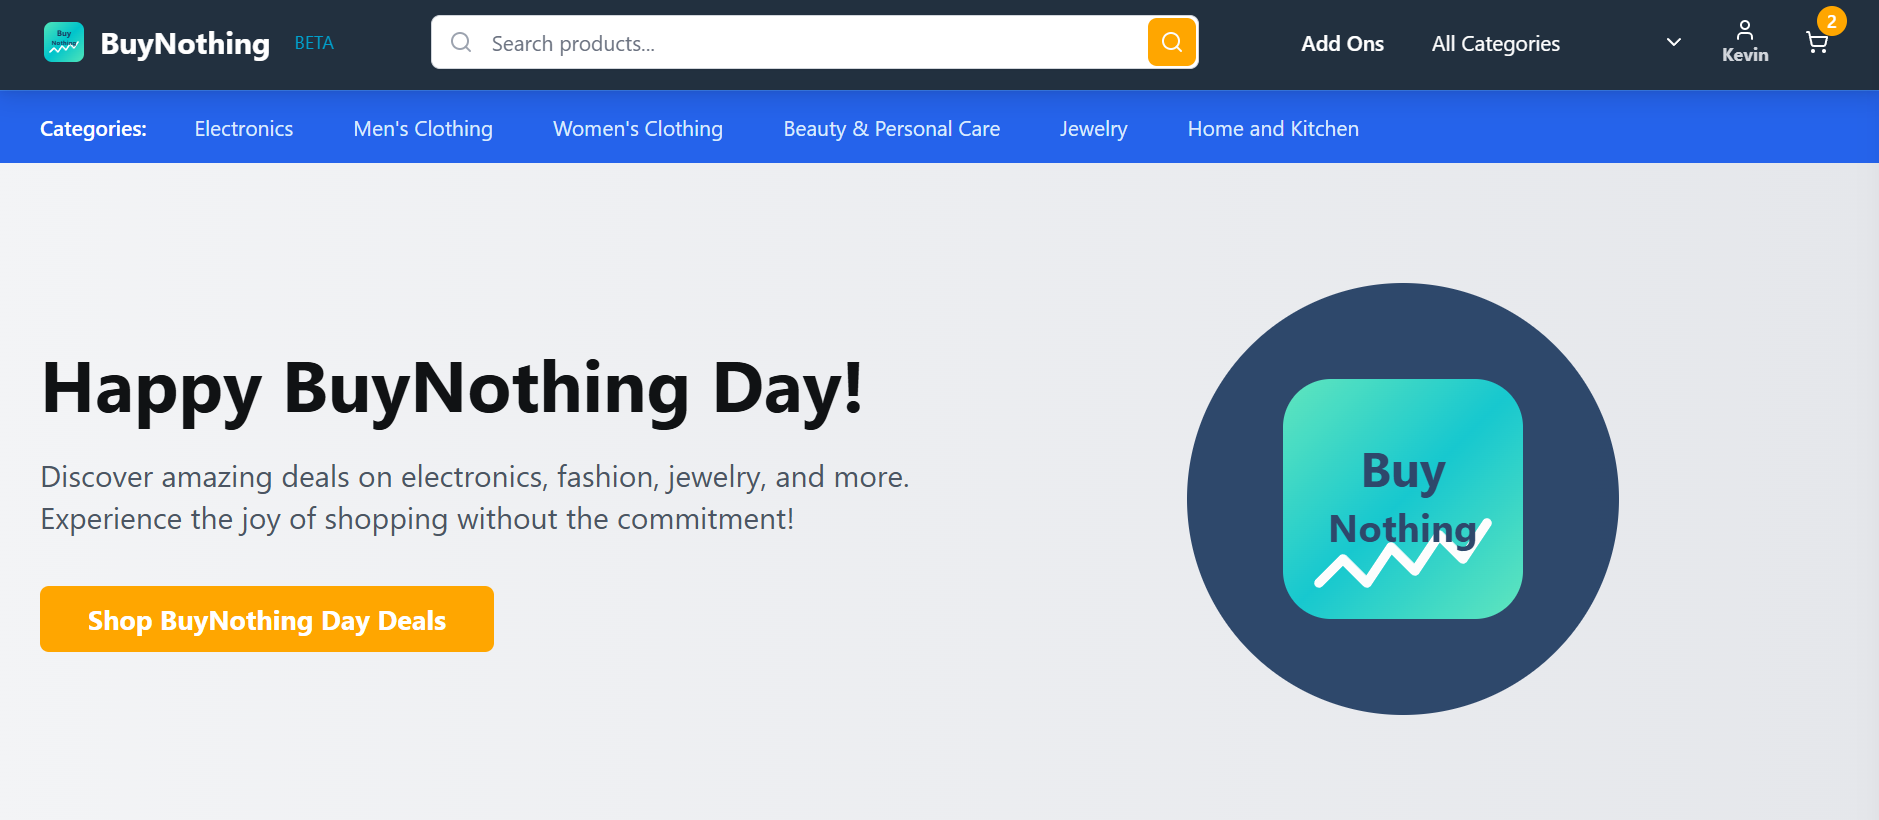 Buy
Nothing
BuyNothing BETA
Search products...
Add Ons
All Categories
Kevin
2
Categories: Electronics Men's Clothing Women's Clothing Beauty & Personal Care Jewelry Home and Kitchen
Happy BuyNothing Day!
Discover amazing deals on electronics, fashion, jewelry, and more.
Experience the joy of shopping without the commitment!
Shop BuyNothing Day Deals
Buy
Nothing